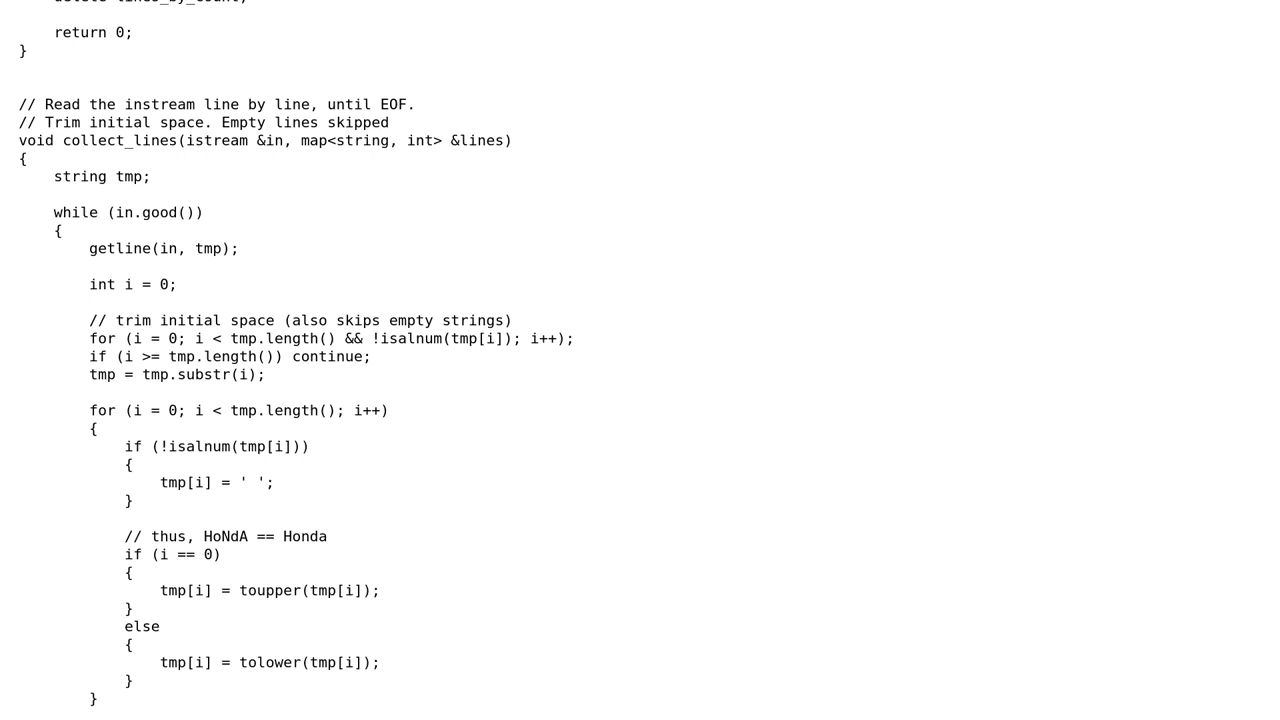 return 0;
}
// Read the instream line by line, until EOF.
// Trim initial space. Empty lines skipped
void collect_lines(istream &in, map<string, int> &lines)
{
    string tmp;
    while (in.good())
    {
        getline(in, tmp);
        int i = 0;
        // trim initial space (also skips empty strings)
        for (i = 0; i < tmp.length() && !isalnum(tmp[i]); i++);
        if (i >= tmp.length()) continue;
        tmp = tmp.substr(i);
        for (i = 0; i < tmp.length(); i++)
        {
            if (!isalnum(tmp[i]))
            {
                tmp[i] = ' ';
            }
            // thus, HoNdA == Honda
            if (i == 0)
            {
                tmp[i] = toupper(tmp[i]);
            }
            else
            {
                tmp[i] = tolower(tmp[i]);
            }
        }